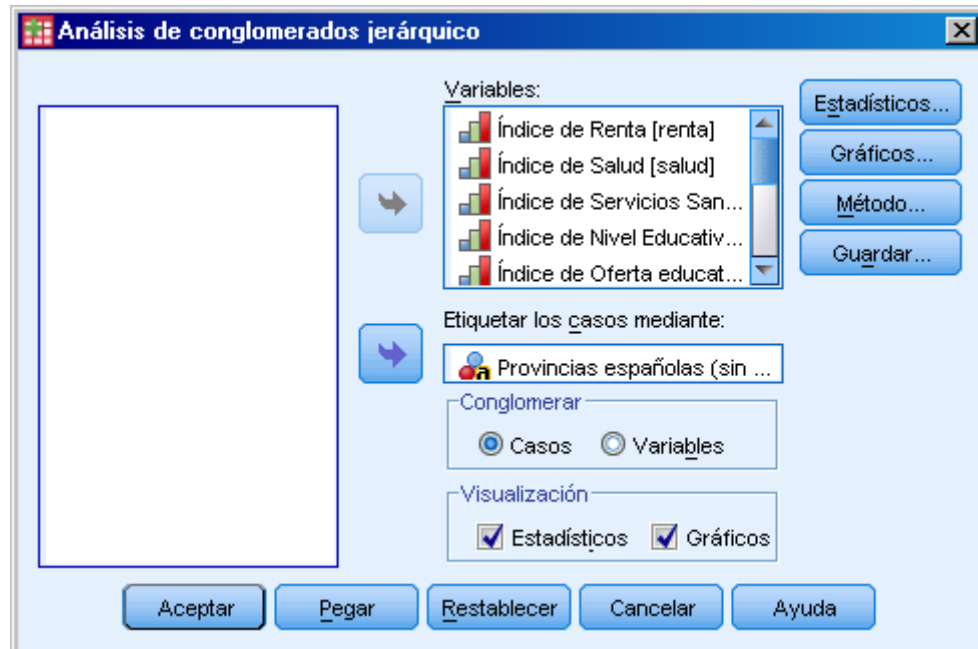 Análisis de conglomerados jerárquico
Variables:
Índice de Renta [renta]
Índice de Salud [salud]
Índice de Servicios San...
Índice de Nivel Educativ...
Índice de Oferta educat...
Estadísticos...
Gráficos...
Método...
Guardar...
Etiquetar los casos mediante:
a Provincias españolas (sin ...
Conglomerar
Casos Variables
Visualización
Estadísticos Gráficos
Aceptar Pegar Restablecer Cancelar Ayuda